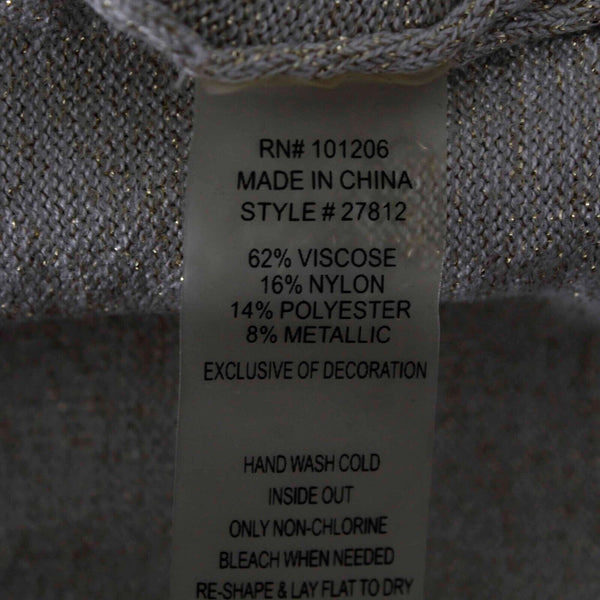 RN# 101206
MADE IN CHINA
STYLE # 27812
62% VISCOSE
16% NYLON
14% POLYESTER
8% METALLIC
EXCLUSIVE OF DECORATION
HAND WASH COLD
INSIDE OUT
ONLY NON-CHLORINE
BLEACH WHEN NEEDED
RE-SHAPE & LAY FLAT TO DRY